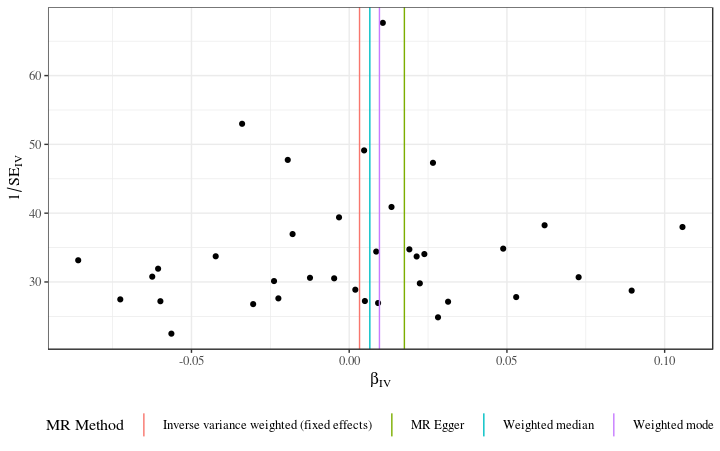 60
50
40
30
1/SE_IV
-0.05 0.00 0.05 0.10
β_IV
MR Method Inverse variance weighted (fixed effects) MR Egger Weighted median Weighted mode